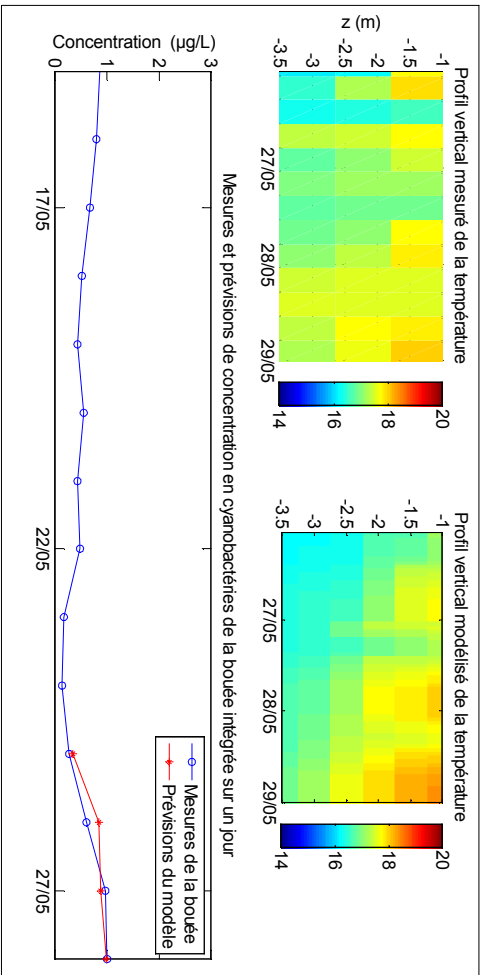 Profil vertical mesuré de la température
z (m)
-1
-1.5
-2
-2.5
-3
-3.5
27/05 28/05 29/05
20
18
16
14
Profil vertical modélisé de la température
-1
-1.5
-2
-2.5
-3
-3.5
27/05 28/05 29/05
20
18
16
14
Mesures et prévisions de concentration en cyanobactéries de la bouée intégrée sur un jour
Concentration (µg/L)
3
2
1
0
17/05 22/05 27/05
Mesures de la bouée
Prévisions du modèle